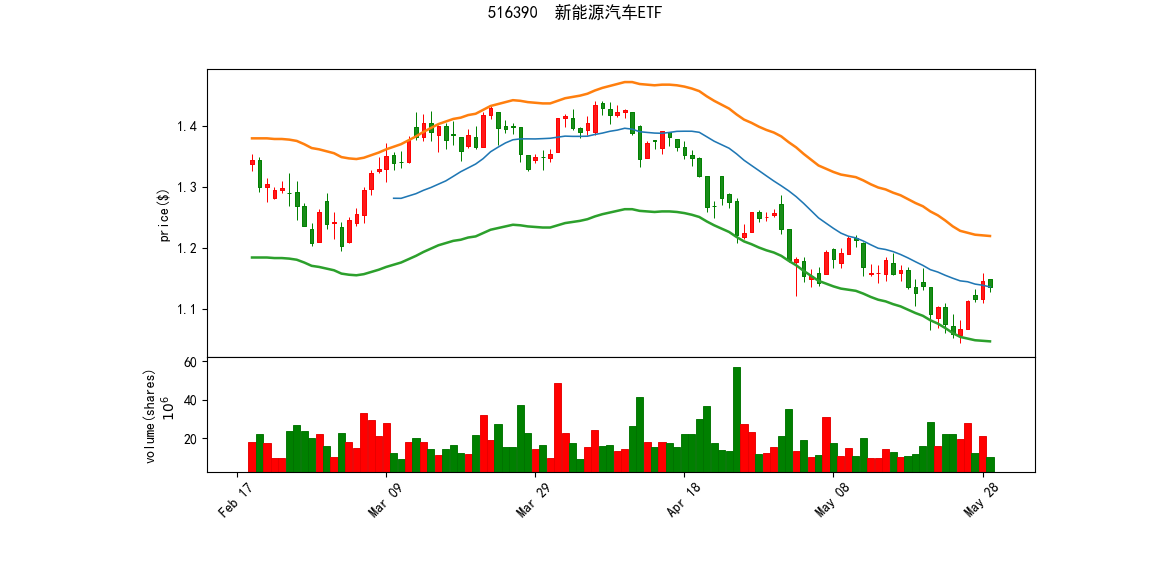 516390 新能源汽车ETF
price($)
1.4
1.3
1.2
1.1
volume(shares)
10^6
60
40
20
Feb 17
Mar 09
Mar 29
Apr 18
May 08
May 28